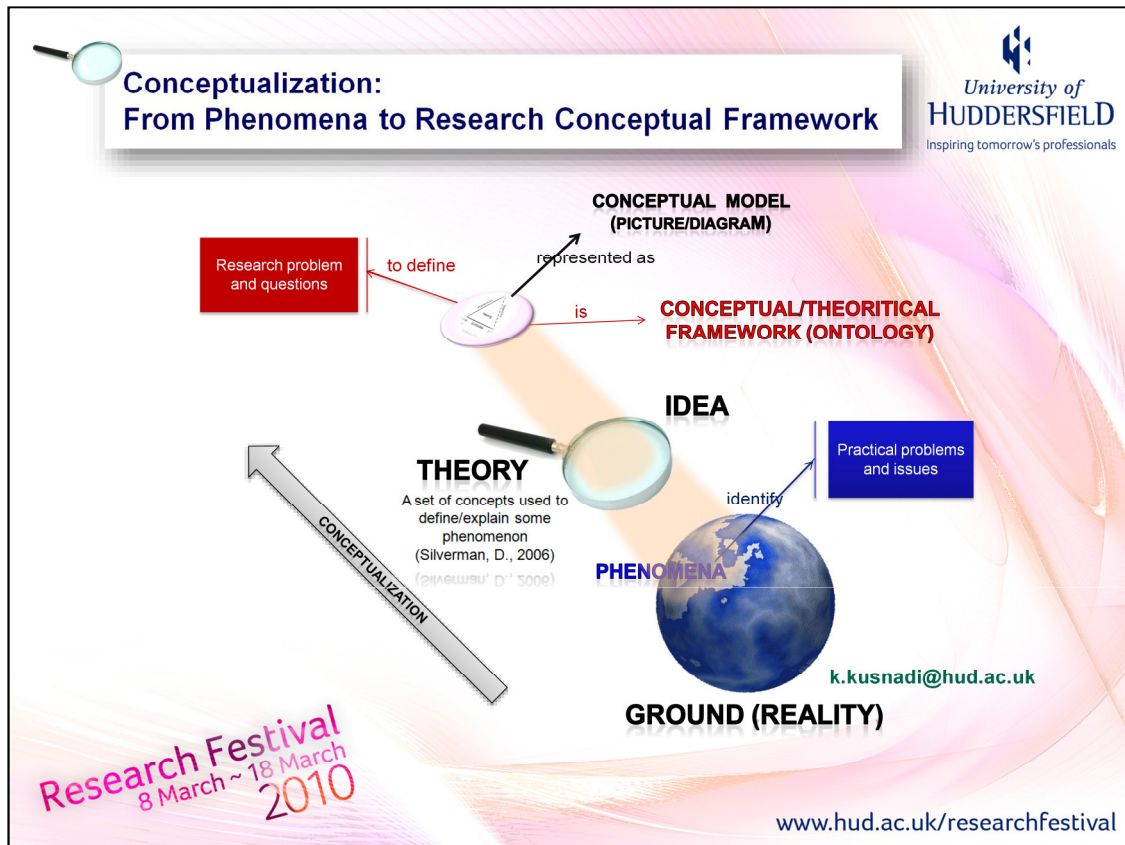 Conceptualization:
From Phenomena to Research Conceptual Framework
University of
HUDDERSFIELD
Inspiring tomorrow's professionals
CONCEPTUAL MODEL
(PICTURE/DIAGRAM)
represented as
Research problem
and questions
to define
is
CONCEPTUAL/THEORITICAL
FRAMEWORK (ONTOLOGY)
IDEA
Practical problems
and issues
THEORY
A set of concepts used to
define/explain some
phenomenon
(Silverman, D., 2006)
identify
PHENOMENA
CONCEPTUALIZATION
k.kusnadi@hud.ac.uk
GROUND (REALITY)
Research Festival
8 March ~ 18 March
2010
www.hud.ac.uk/researchfestival